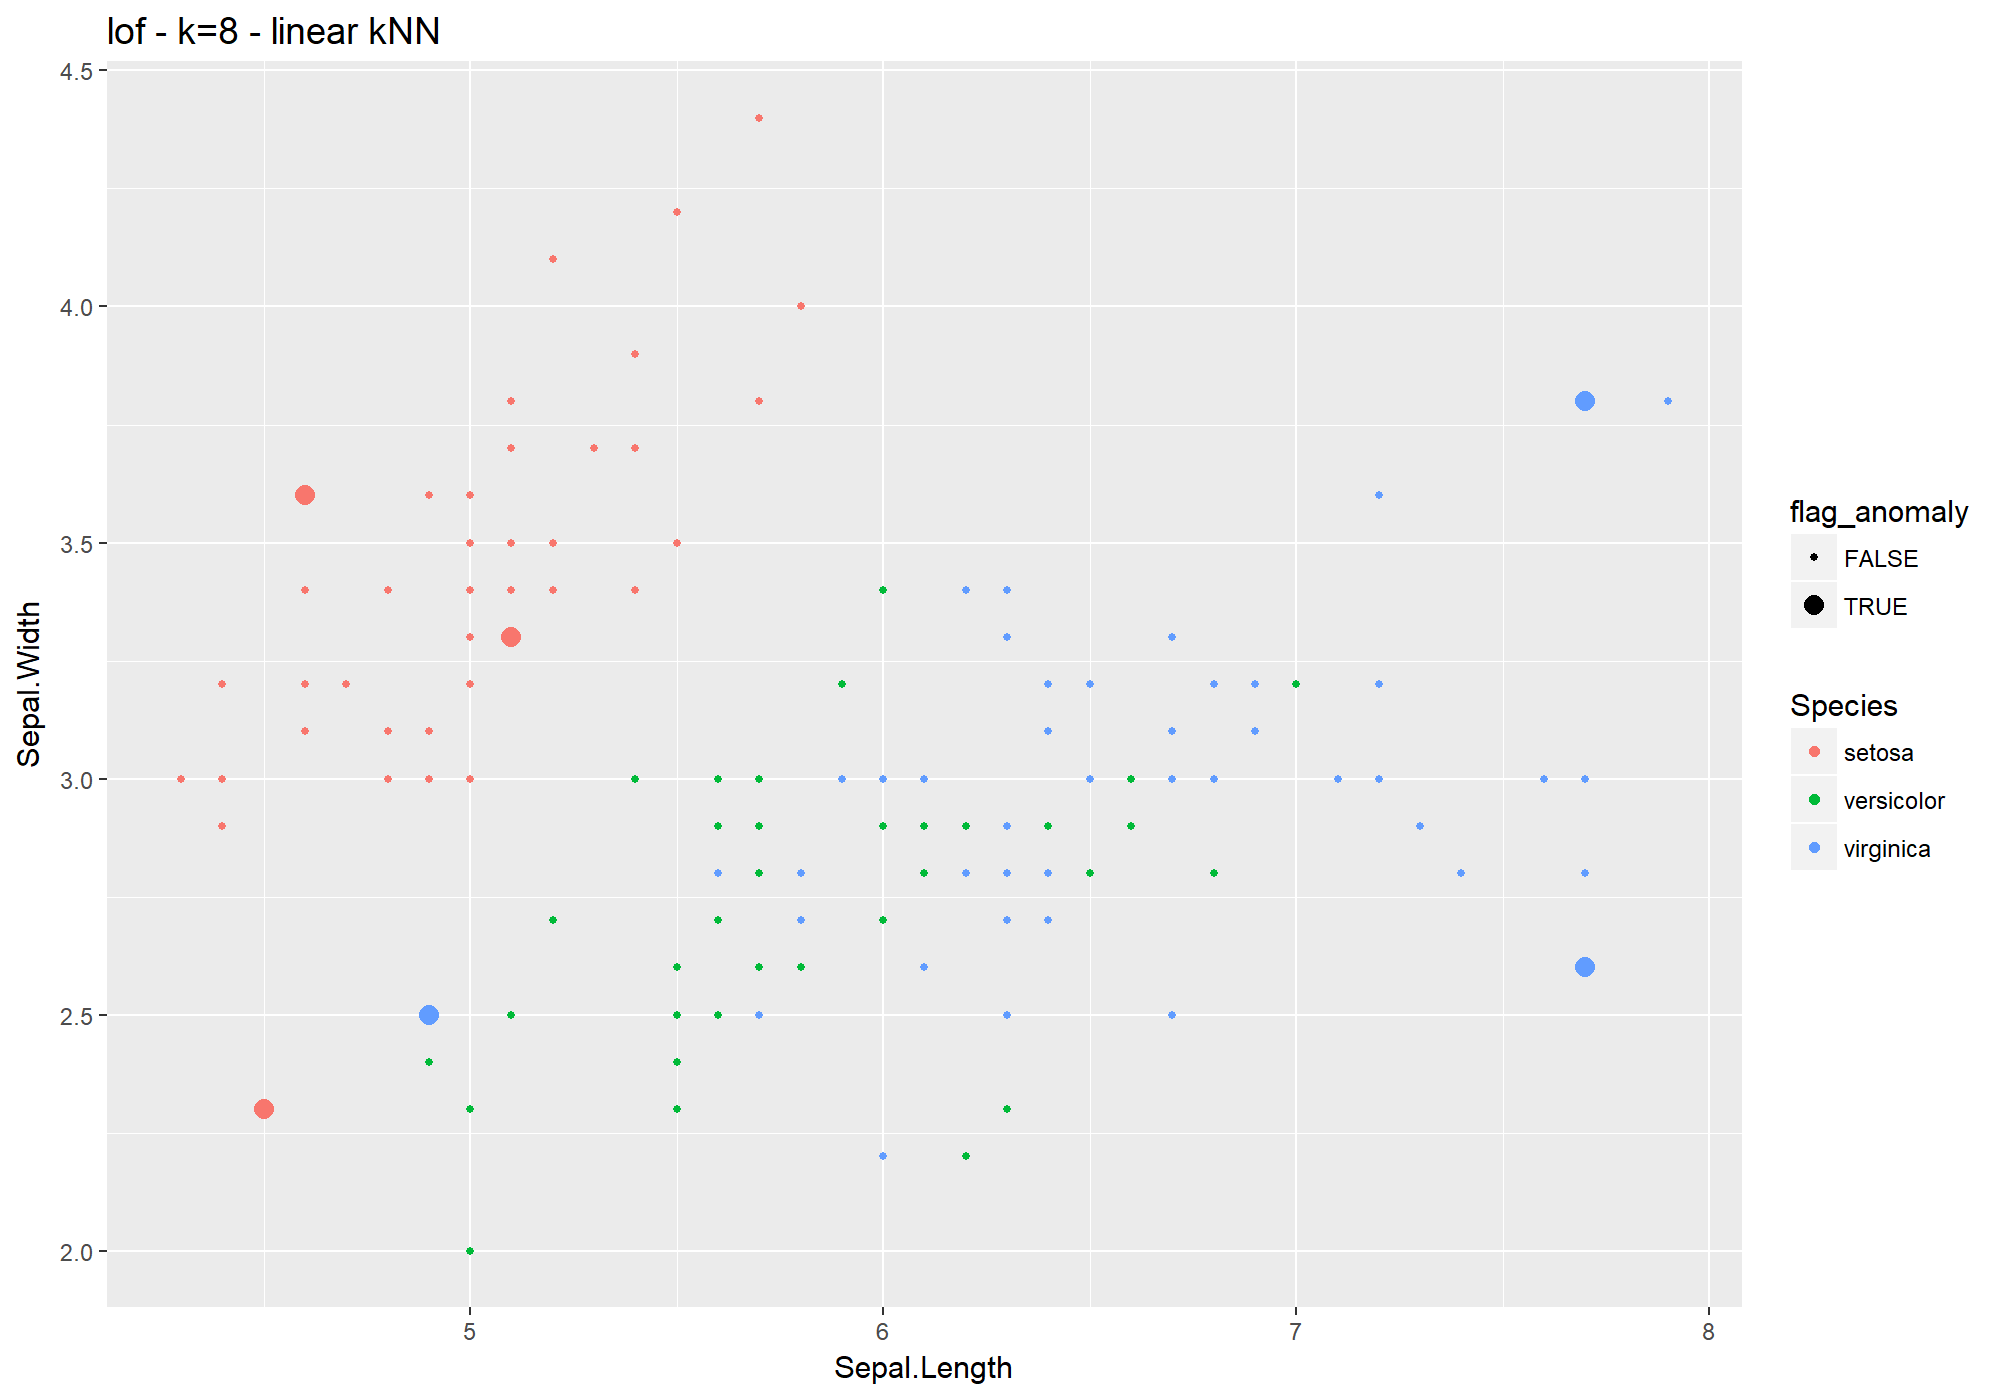 lof - k=8 - linear kNN
4.5
4.0
3.5
3.0
2.5
2.0
Sepal.Width
5
6
7
8
Sepal.Length
flag_anomaly
FALSE
TRUE
Species
setosa
versicolor
virginica